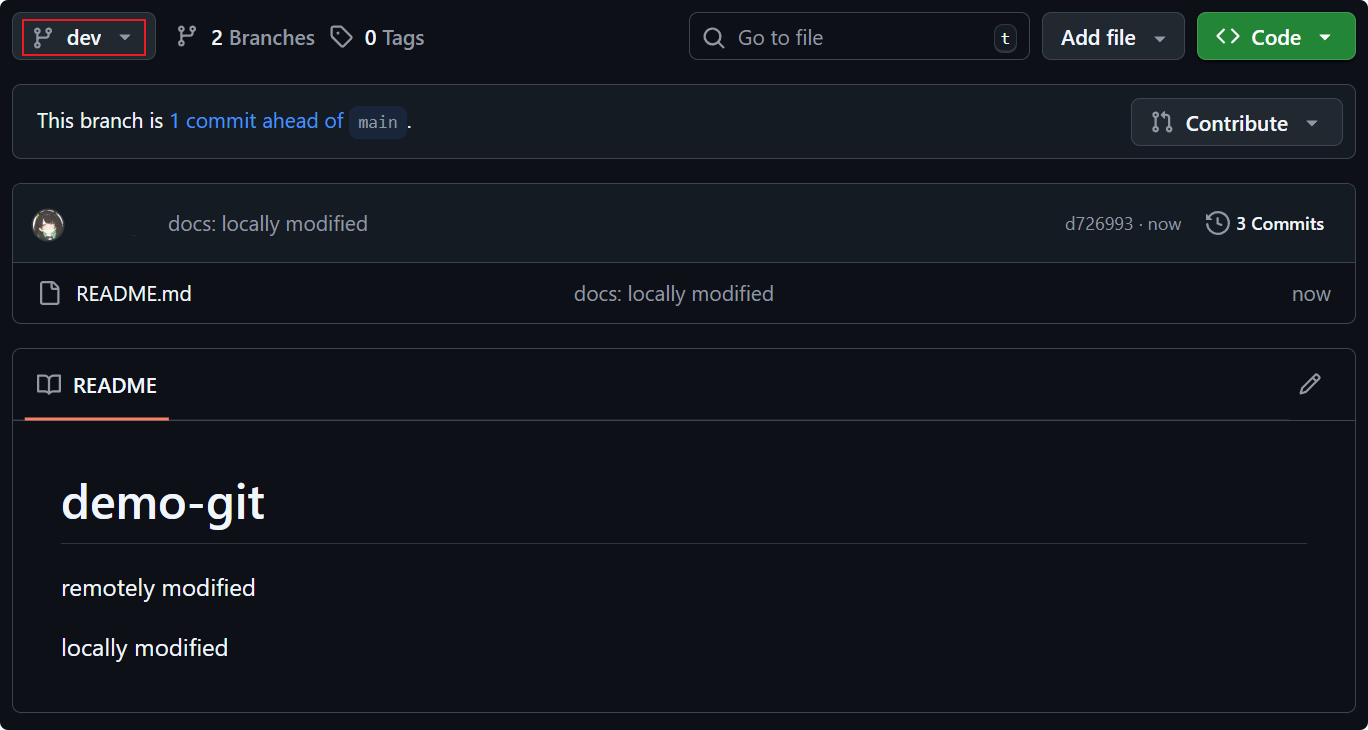 dev 2 Branches 0 Tags Go to file t Add file Code
This branch is 1 commit ahead of main .
Contribute
docs: locally modified d726993 · now 3 Commits
README.md docs: locally modified now
README
demo-git
remotely modified
locally modified